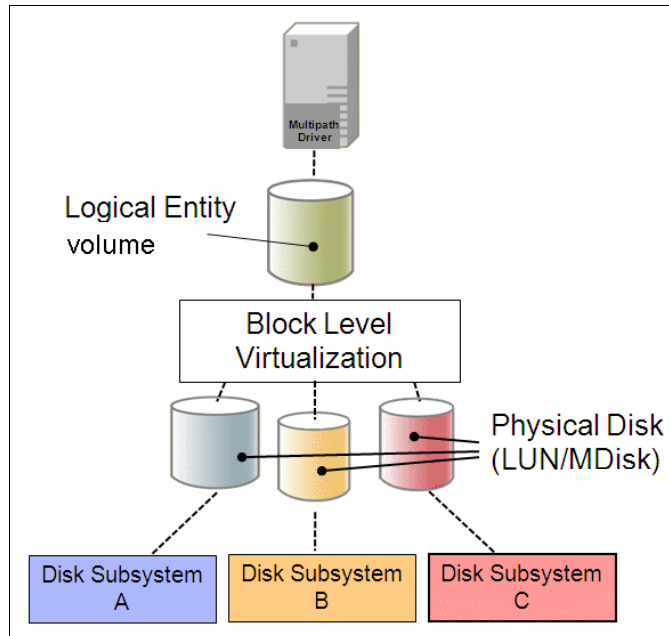 Multipath
Driver
Logical Entity
volume
Block Level
Virtualization
Physical Disk
(LUN/MDisk)
Disk Subsystem
A
Disk Subsystem
B
Disk Subsystem
C